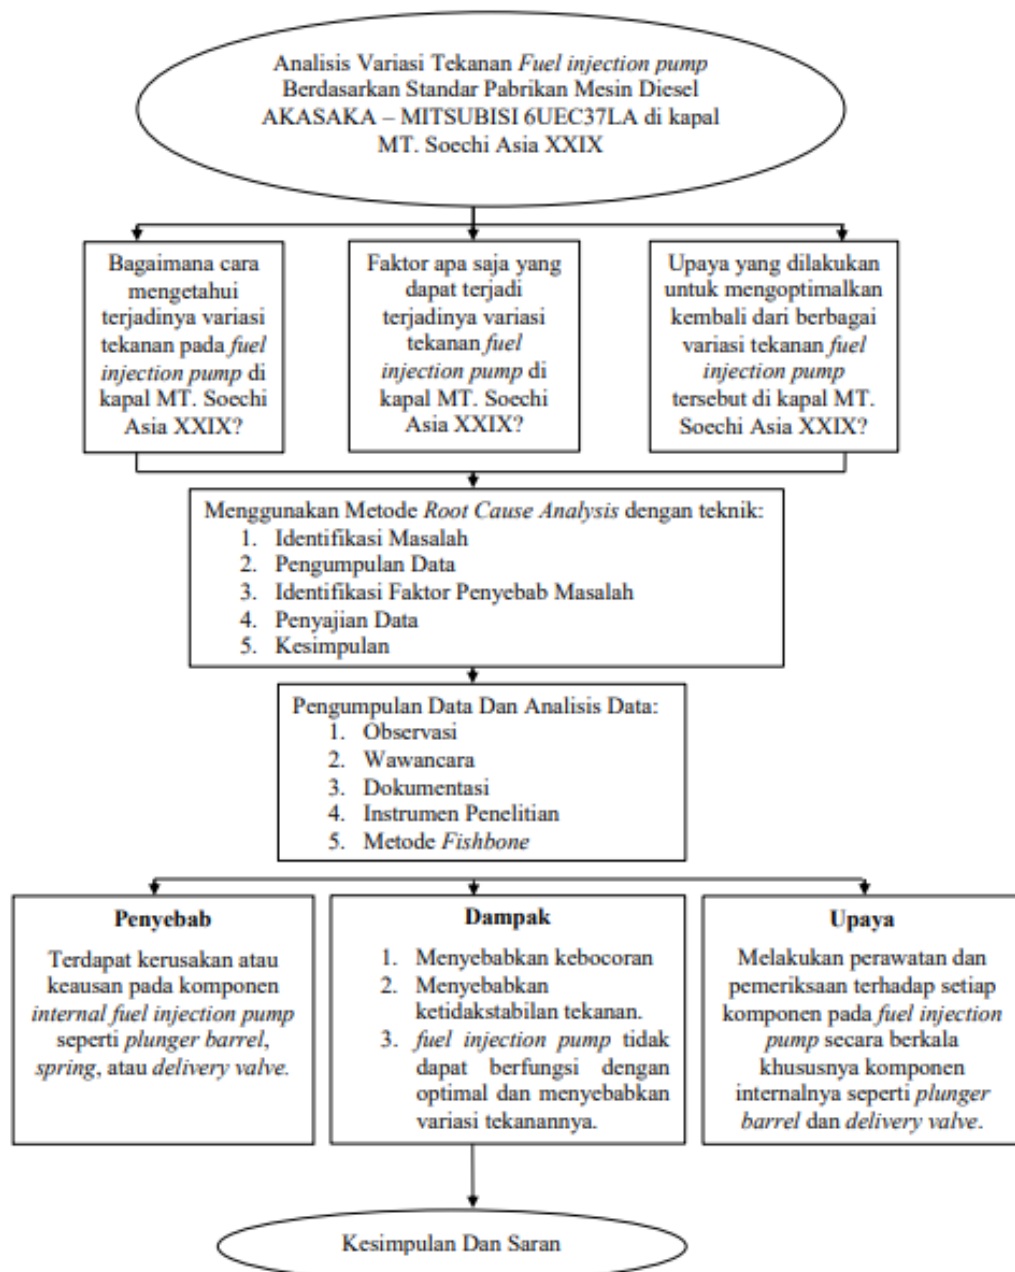 Analisis Variasi Tekanan Fuel injection pump
Berdasarkan Standar Pabrikan Mesin Diesel
AKASAKA – MITSUBISI 6UEC37LA di kapal
MT. Soechi Asia XXIX
Bagaimana cara
mengetahui
terjadinya variasi
tekanan pada fuel
injection pump di
kapal MT. Soechi
Asia XXIX?
Faktor apa saja yang
dapat terjadi
terjadinya variasi
tekanan fuel
injection pump di
kapal MT. Soechi
Asia XXIX?
Upaya yang dilakukan
untuk mengoptimalkan
kembali dari berbagai
variasi tekanan fuel
injection pump
tersebut di kapal MT.
Soechi Asia XXIX?
Menggunakan Metode Root Cause Analysis dengan teknik:
1. Identifikasi Masalah
2. Pengumpulan Data
3. Identifikasi Faktor Penyebab Masalah
4. Penyajian Data
5. Kesimpulan
Pengumpulan Data Dan Analisis Data:
1. Observasi
2. Wawancara
3. Dokumentasi
4. Instrumen Penelitian
5. Metode Fishbone
Penyebab
Terdapat kerusakan atau
keausan pada komponen
internal fuel injection pump
seperti plunger barrel,
spring, atau delivery valve.
Dampak
1. Menyebabkan kebocoran
2. Menyebabkan
ketidakstabilan tekanan.
3. fuel injection pump tidak
dapat berfungsi dengan
optimal dan menyebabkan
variasi tekanannya.
Upaya
Melakukan perawatan dan
pemeriksaan terhadap setiap
komponen pada fuel injection
pump secara berkala
khususnya komponen
internalnya seperti plunger
barrel dan delivery valve.
Kesimpulan Dan Saran